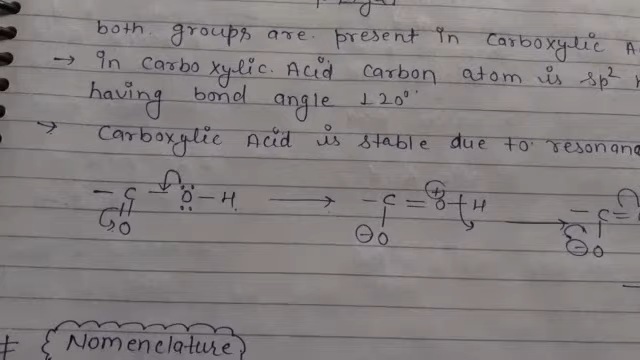 both groups are present in carboxylic A
→ In carboxylic Acid carbon atom is sp²
having bond angle 120°
→ Carboxylic Acid is stable due to resonan
- C - O - H → - C = O - H → - C =
O ⊖ O ⊖ O
≠ { Nomenclature }